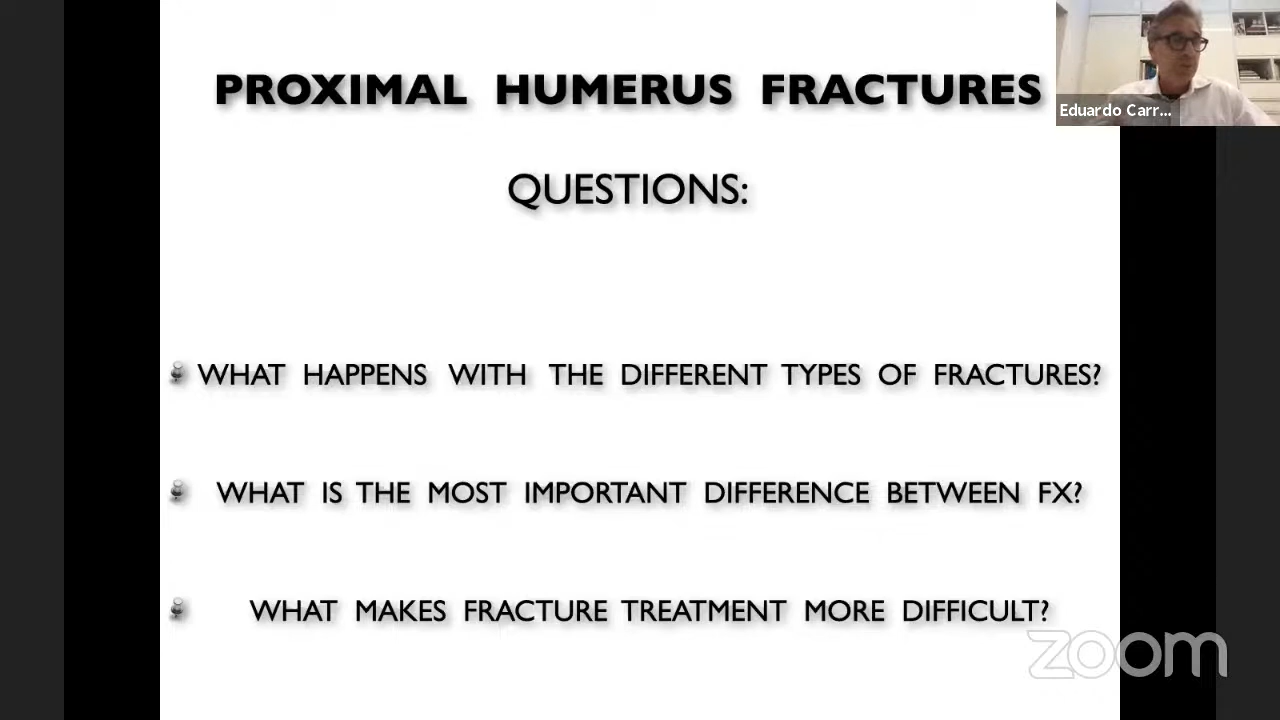 PROXIMAL HUMERUS FRACTURES
Eduardo Carr...
QUESTIONS:
WHAT HAPPENS WITH THE DIFFERENT TYPES OF FRACTURES?
WHAT IS THE MOST IMPORTANT DIFFERENCE BETWEEN FX?
WHAT MAKES FRACTURE TREATMENT MORE DIFFICULT?
zoom